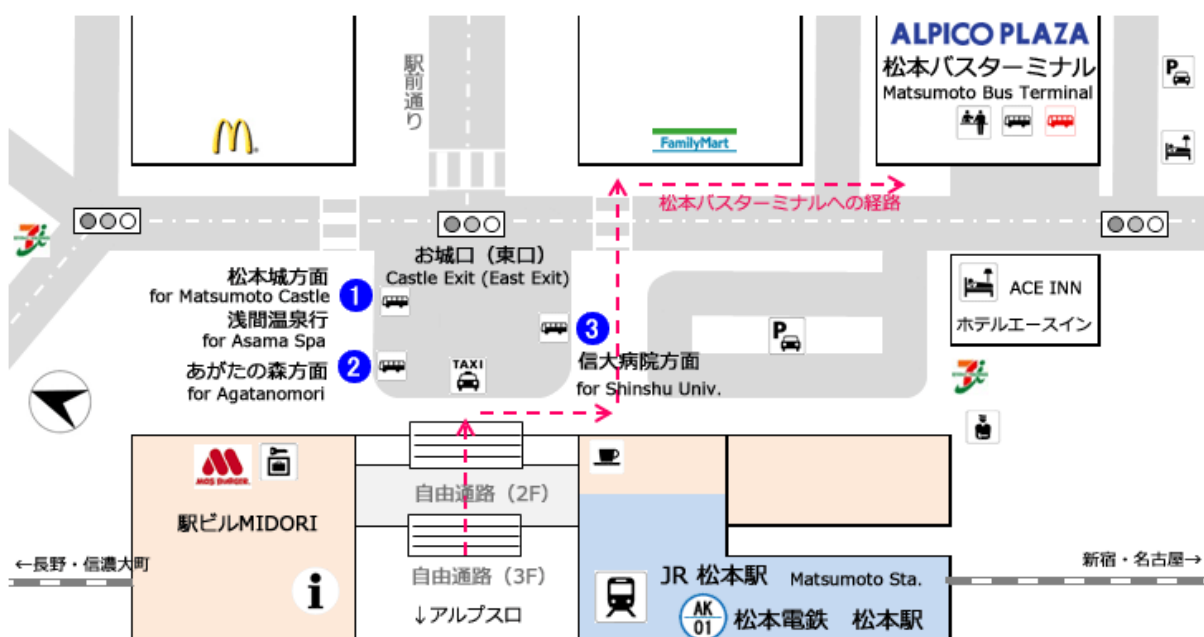 ALPICO PLAZA
松本バスターミナル
Matsumoto Bus Terminal
P
駅前通り
M
FamilyMart
松本バスターミナルへの経路
お城口（東口）
Castle Exit (East Exit)
松本城方面
for Matsumoto Castle
1
浅間温泉行
for Asama Spa
あがたの森方面
for Agatanomori
2
TAXI
3
信大病院方面
for Shinshu Univ.
P
ACE INN
ホテルエースイン
MOS BURGER
駅ビルMIDORI
自由通路（2F）
自由通路（3F）
↓アルプス口
←長野・信濃大町
新宿・名古屋→
i
JR 松本駅 Matsumoto Sta.
AK
01
松本電鉄 松本駅